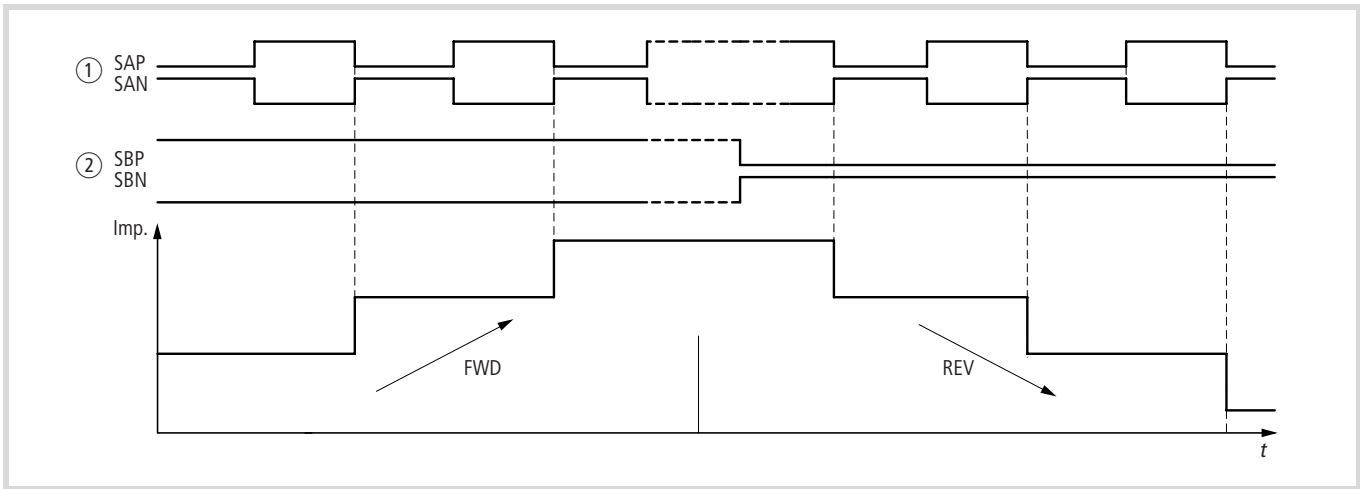 ① SAP
SAN
② SBP
SBN
Imp.
FWD
REV
t